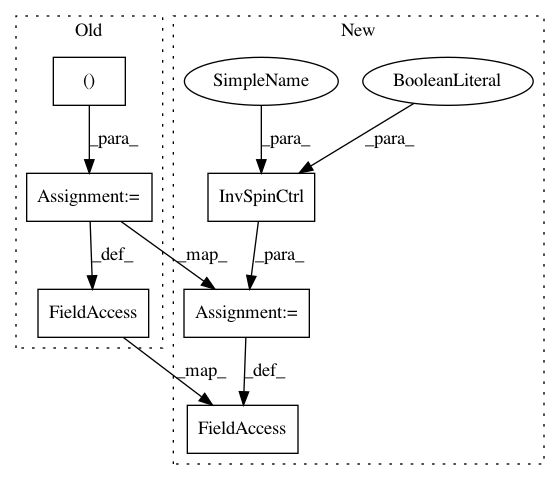 Old
New
()
SimpleName
BooleanLiteral
_para_
_para_
_para_
Assignment:=
InvSpinCtrl
_def_
_map_
_para_
FieldAccess
Assignment:=
_map_
_def_
FieldAccess